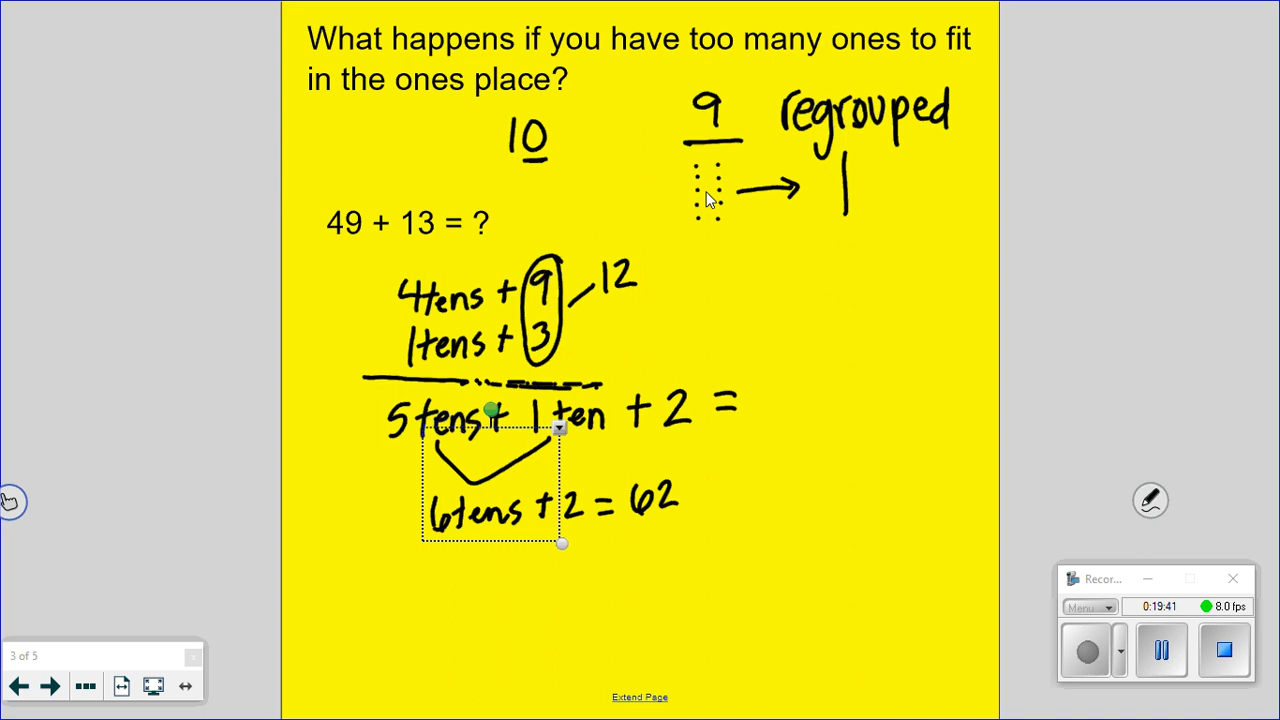 What happens if you have too many ones to fit
in the ones place?
10
9
regrouped
1
49 + 13 = ?
4tens + 9
12
1tens + 3
5tens + 1 ten + 2 =
6tens + 2 = 62
Recor...
Menu
0:19:41
8.0 fps
3 of 5
Extend Page